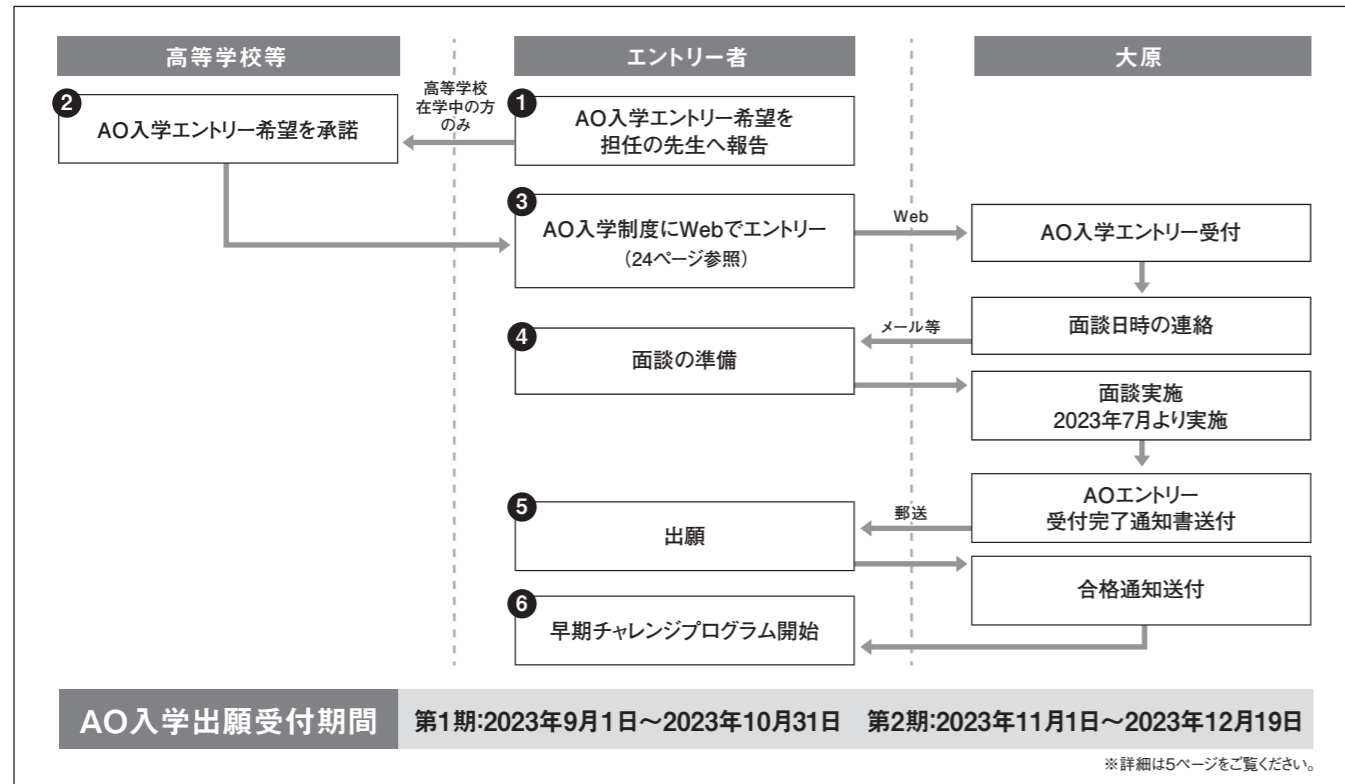 高等学校等
エントリー者
大原
❷
AO入学エントリー希望を承諾
高等学校
在学中の方
のみ
❶
AO入学エントリー希望を
担任の先生へ報告
❸
AO入学制度にWebでエントリー
（24ページ参照）
Web
AO入学エントリー受付
面談日時の連絡
メール等
❹
面談の準備
面談実施
2023年7月より実施
AOエントリー
受付完了通知書送付
郵送
❺
出願
合格通知送付
❻
早期チャレンジプログラム開始
AO入学出願受付期間 第1期:2023年9月1日～2023年10月31日 第2期:2023年11月1日～2023年12月19日
※詳細は5ページをご覧ください。